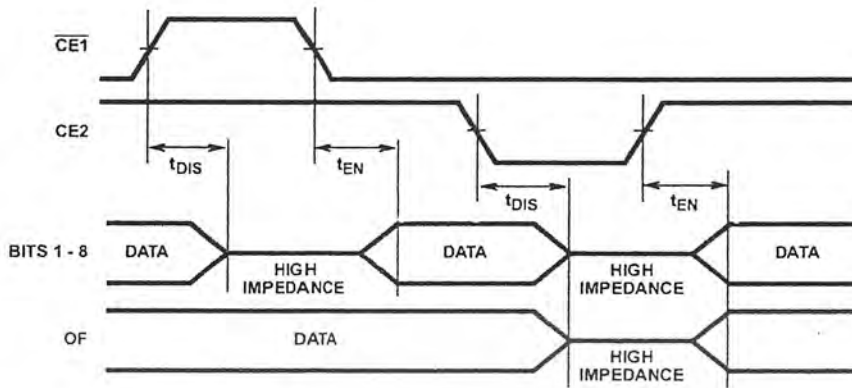 CE1
CE2
tDIS
tEN
tDIS
tEN
BITS 1 - 8
DATA
HIGH
IMPEDANCE
DATA
HIGH
IMPEDANCE
DATA
OF
DATA
HIGH
IMPEDANCE